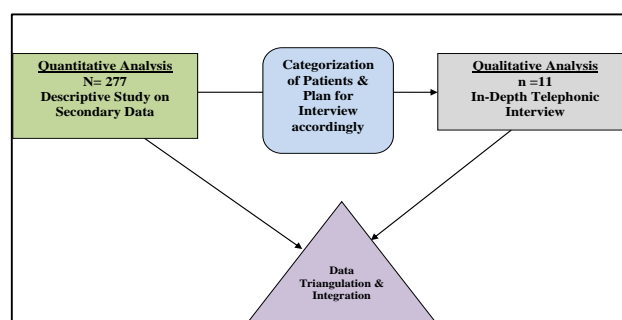 Quantitative Analysis
N= 277
Descriptive Study on
Secondary Data
Categorization
of Patients &
Plan for
Interview
accordingly
Qualitative Analysis
n =11
In-Depth Telephonic
Interview
Data
Triangulation &
Integration